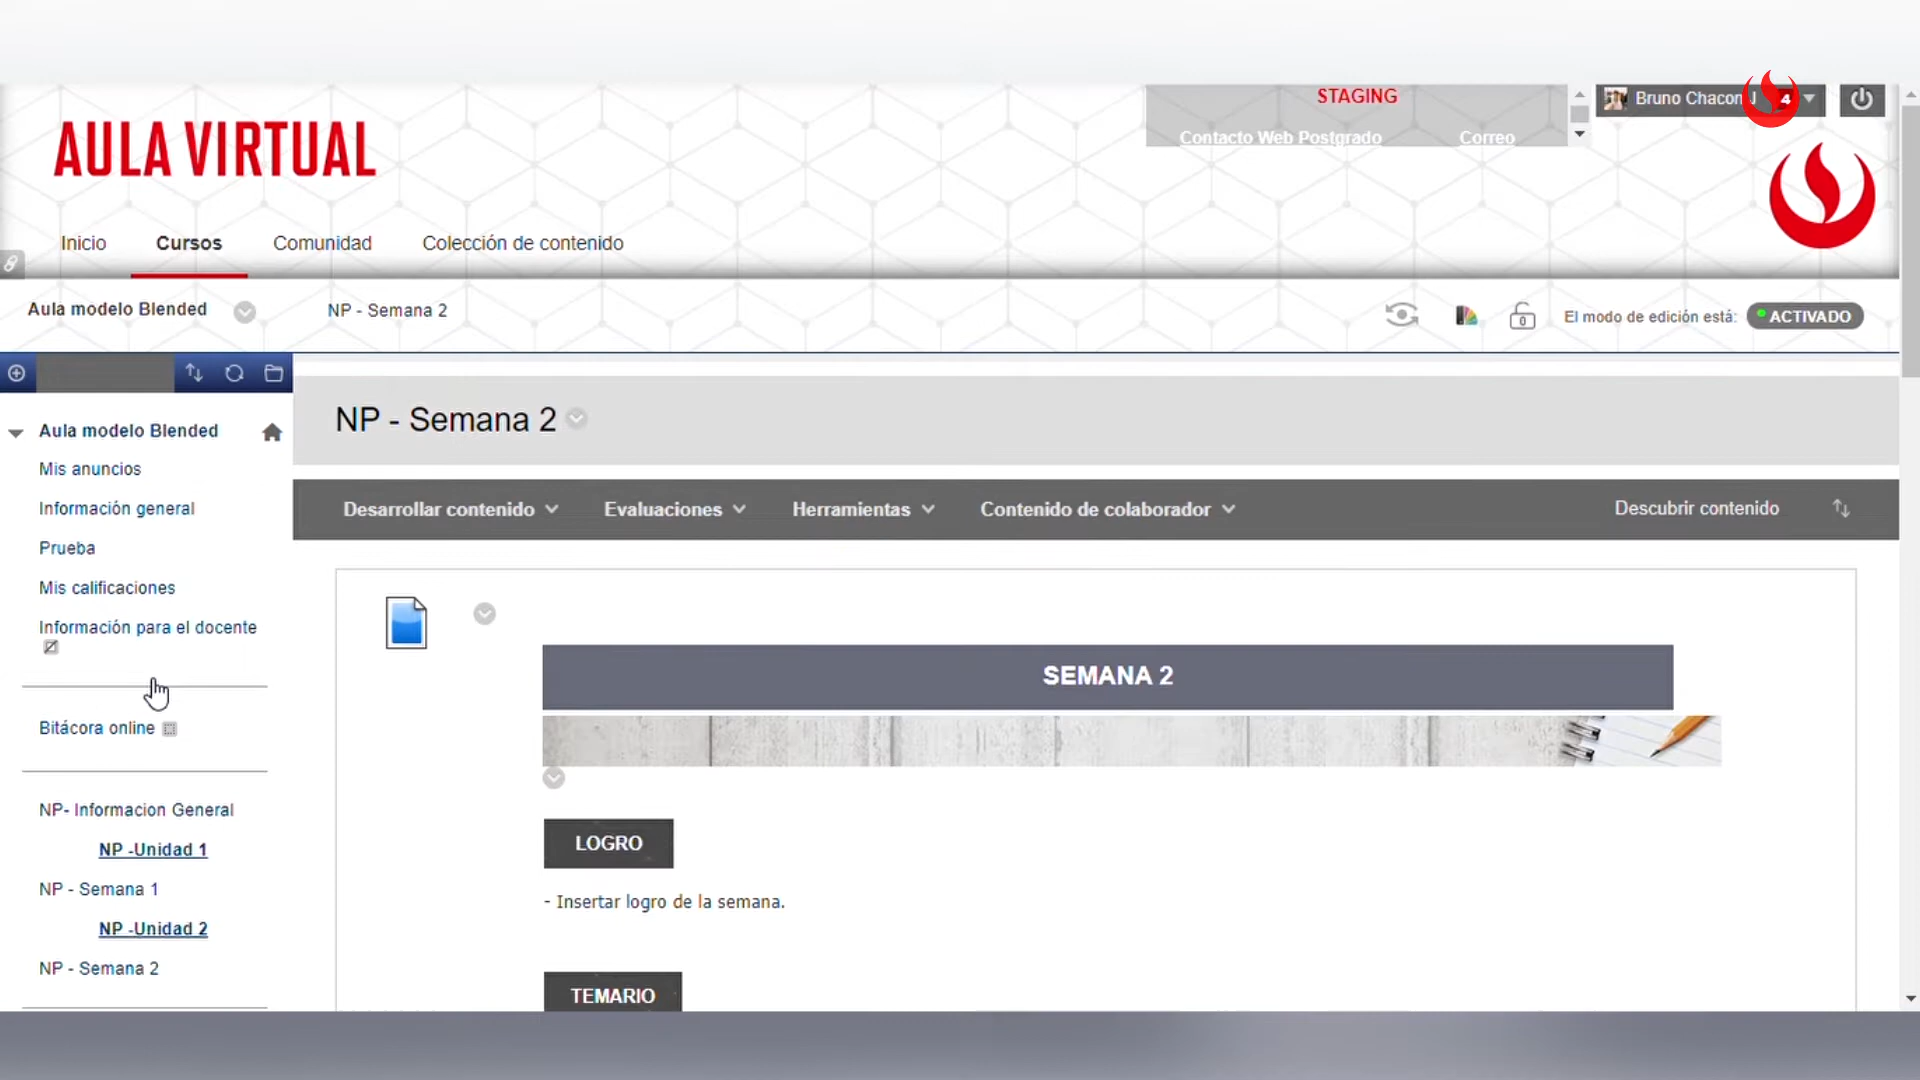 STAGING
Bruno Chacon J
4
Contacto Web Postgrado
Correo
AULA VIRTUAL
Inicio
Cursos
Comunidad
Colección de contenido
Aula modelo Blended
NP - Semana 2
0
El modo de edición está:
ACTIVADO
Aula modelo Blended
Mis anuncios
Información general
Prueba
Mis calificaciones
Información para el docente
Bitácora online
NP- Informacion General
NP -Unidad 1
NP - Semana 1
NP -Unidad 2
NP - Semana 2
NP - Semana 2
Desarrollar contenido
Evaluaciones
Herramientas
Contenido de colaborador
Descubrir contenido
SEMANA 2
LOGRO
- Insertar logro de la semana.
TEMARIO